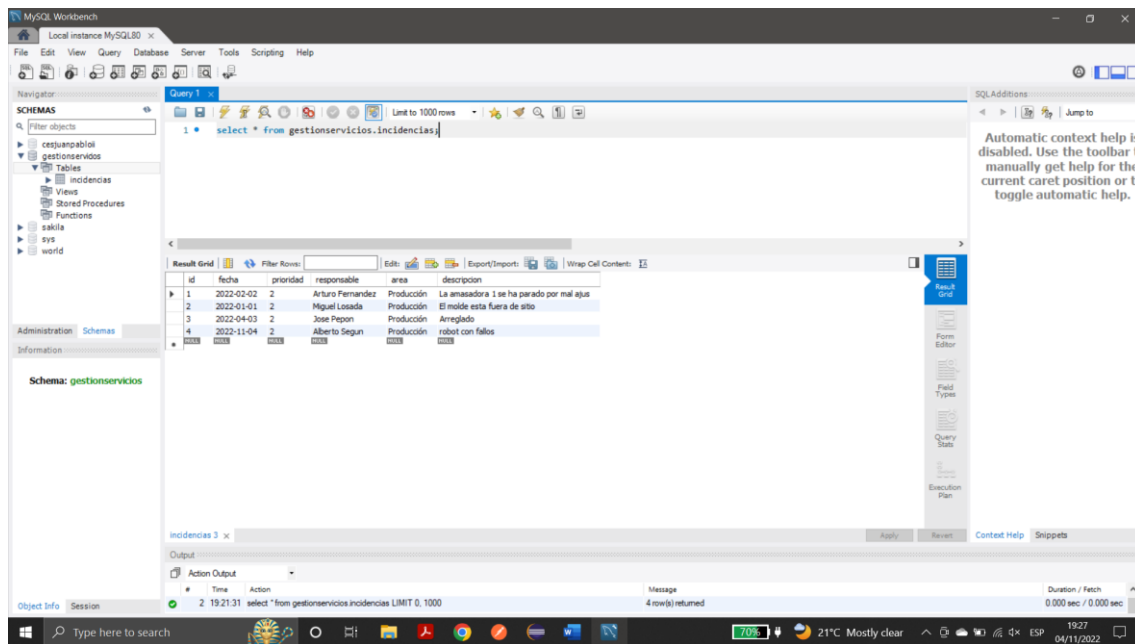 MySQL Workbench
Local instance MySQL80 ×
File Edit View Query Database Server Tools Scripting Help
Navigator
SCHEMAS
Filter objects
cesjuanpabloii
gestionservicios
Tables
incidencias
Views
Stored Procedures
Functions
sakila
sys
world
Administration Schemas
Information
Schema: gestionservicios
Object Info Session
Query 1 ×
Limit to 1000 rows
1 select * from gestionservicios.incidencias;
Result Grid Filter Rows: Edit: Export/Import: Wrap Cell Content:
id fecha prioridad responsable area descripcion
1 2022-02-02 2 Arturo Fernandez Producción La amasadora 1 se ha parado por mal ajus
2 2022-01-01 2 Miguel Losada Producción El molde esta fuera de sitio
3 2022-04-03 2 Jose Pepon Producción Arreglado
4 2022-11-04 2 Alberto Segun Producción robot con fallos
NULL NULL NULL NULL NULL NULL
Result Grid
Form Editor
Field Types
Query Stats
Execution Plan
incidencias 3 ×
Apply Revert
Output
Action Output
# Time Action Message Duration / Fetch
2 19:21:31 select * from gestionservicios.incidencias LIMIT 0, 1000 4 row(s) returned 0.000 sec / 0.000 sec
SQLAdditions
Jump to
Automatic context help is
disabled. Use the toolbar t
manually get help for the
current caret position or t
toggle automatic help.
Context Help Snippets
Type here to search
70% 21°C Mostly clear ESP 19:27
04/11/2022